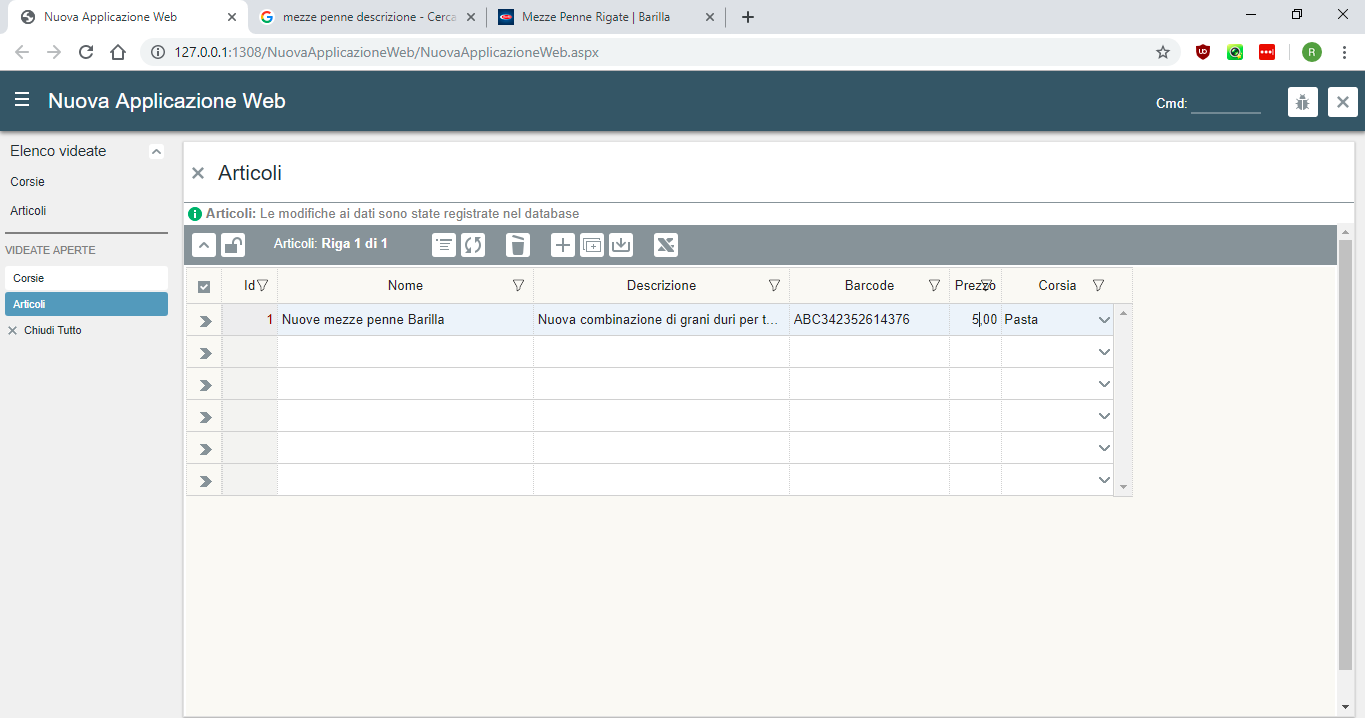 Nuova Applicazione Web
mezze penne descrizione - Cerca
Mezze Penne Rigate | Barilla
127.0.0.1:1308/NuovaApplicazioneWeb/NuovaApplicazioneWeb.aspx
R
Nuova Applicazione Web
Cmd:
Elenco videate
Corsie
Articoli
VIDEATE APERTE
Corsie
Articoli
Chiudi Tutto
Articoli
Articoli: Le modifiche ai dati sono state registrate nel database
Articoli: Riga 1 di 1
Id Nome Descrizione Barcode Prezzo Corsia
1 Nuove mezze penne Barilla Nuova combinazione di grani duri per t... ABC342352614376 5,00 Pasta